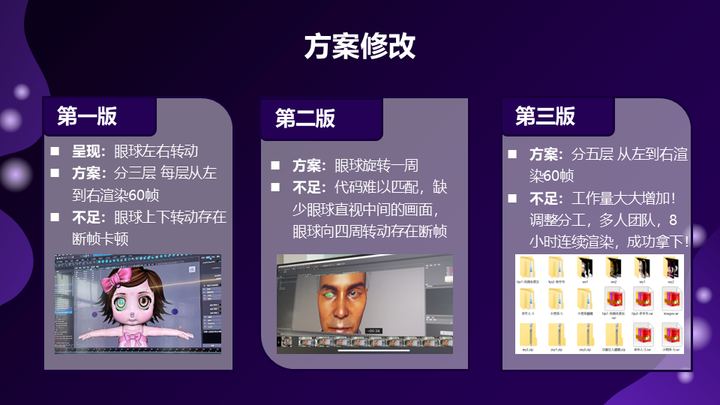 方案修改
第一版
呈现：眼球左右转动
方案：分三层 每层从左
到右渲染60帧
不足：眼球上下转动存在
断帧卡顿
第二版
方案：眼球旋转一周
不足：代码难以匹配，缺
少眼球直视中间的画面，
眼球向四周转动存在断帧
第三版
方案：分五层 从左到右渲
染60帧
不足：工作量大大增加！
调整分工，多人团队，8
小时连续渲染，成功拿下！